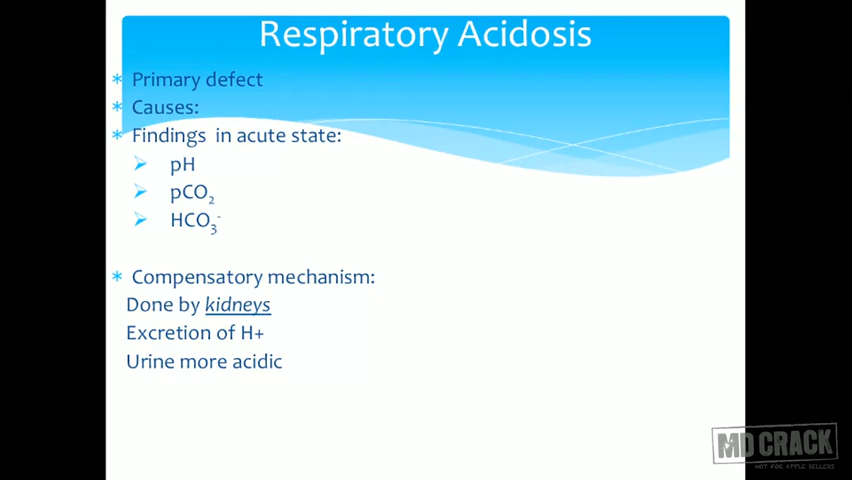 Respiratory Acidosis
* Primary defect
* Causes:
* Findings in acute state:
➢ pH
➢ pCO₂
➢ HCO₃⁻
* Compensatory mechanism:
Done by kidneys
Excretion of H+
Urine more acidic
MD CRACK
NOT FOR APPLE SELLERS